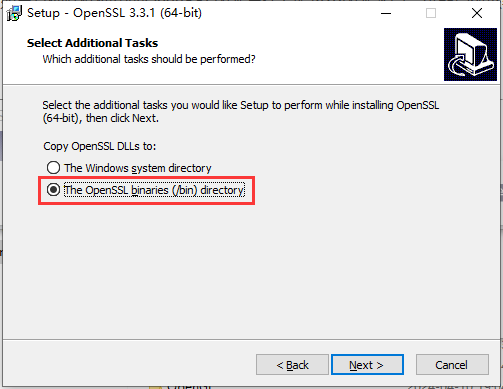 Setup - OpenSSL 3.3.1 (64-bit)
Select Additional Tasks
Which additional tasks should be performed?
Select the additional tasks you would like Setup to perform while installing OpenSSL
(64-bit), then click Next.
Copy OpenSSL DLLs to:
The Windows system directory
The OpenSSL binaries (/bin) directory
< Back
Next >
Cancel